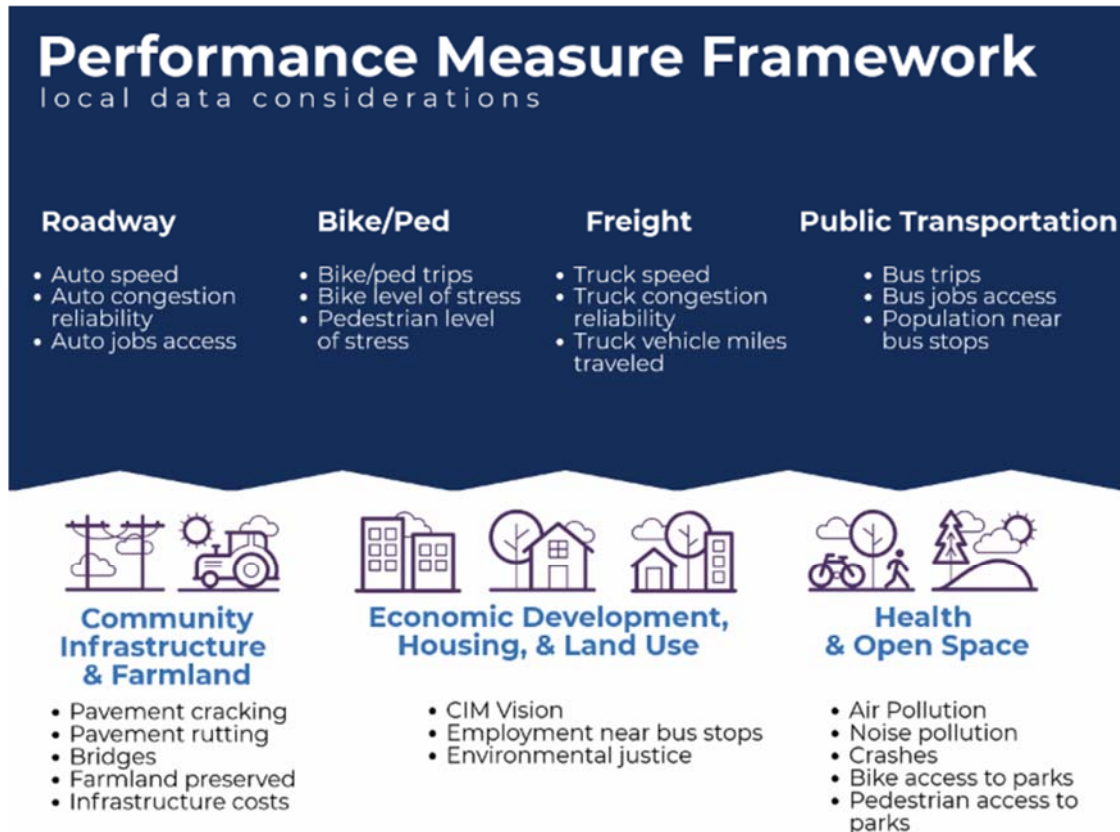 Performance Measure Framework
local data considerations
Roadway
• Auto speed
• Auto congestion
reliability
• Auto jobs access
Bike/Ped
• Bike/ped trips
• Bike level of stress
• Pedestrian level
of stress
Freight
• Truck speed
• Truck congestion
reliability
• Truck vehicle miles
traveled
Public Transportation
• Bus trips
• Bus jobs access
• Population near
bus stops
Community
Infrastructure
& Farmland
• Pavement cracking
• Pavement rutting
• Bridges
• Farmland preserved
• Infrastructure costs
Economic Development,
Housing, & Land Use
• CIM Vision
• Employment near bus stops
• Environmental justice
Health
& Open Space
• Air Pollution
• Noise pollution
• Crashes
• Bike access to parks
• Pedestrian access to
parks